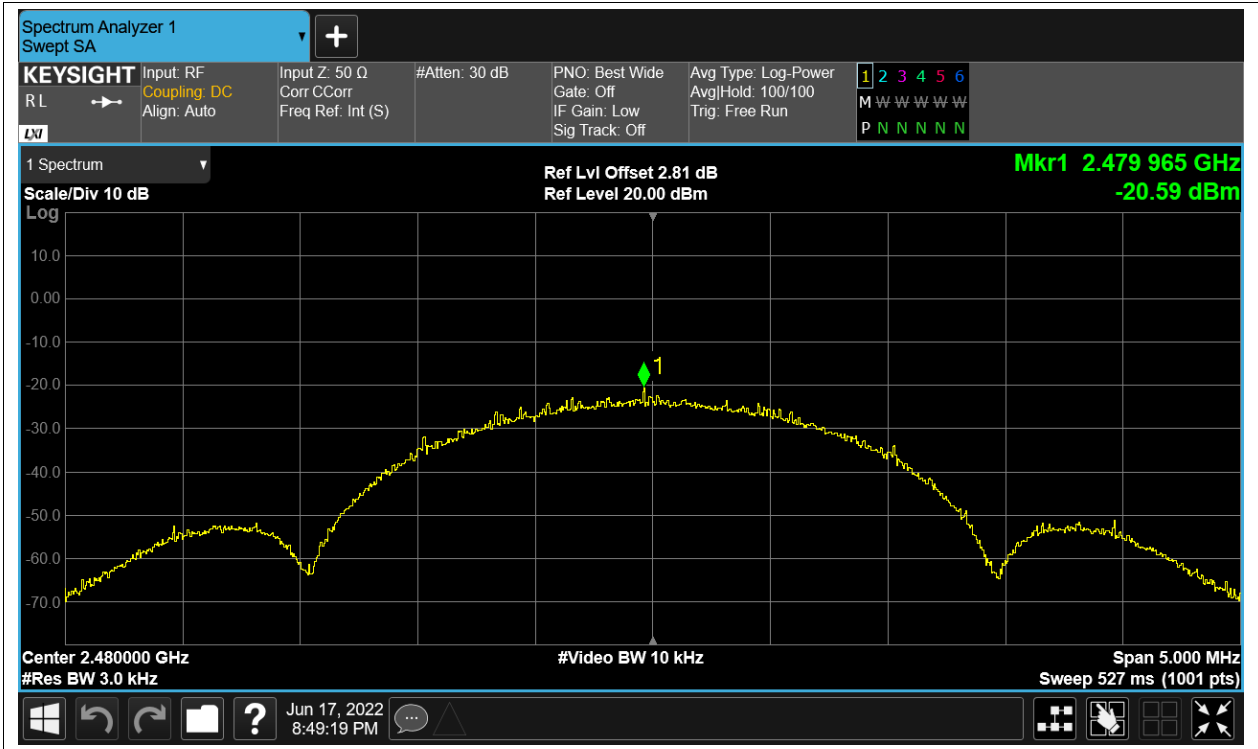 Spectrum Analyzer 1
Swept SA
+
KEYSIGHT
RL
LXI
Input: RF
Coupling: DC
Align: Auto
Input Z: 50 Ω
Corr CCorr
Freq Ref: Int (S)
#Atten: 30 dB
PNO: Best Wide
Gate: Off
IF Gain: Low
Sig Track: Off
Avg Type: Log-Power
Avg|Hold: 100/100
Trig: Free Run
1 2 3 4 5 6
M W W W W W
P N N N N N
1 Spectrum
Scale/Div 10 dB
Log
Ref Lvl Offset 2.81 dB
Ref Level 20.00 dBm
Mkr1 2.479 965 GHz
-20.59 dBm
10.0
0.00
-10.0
1
-20.0
-30.0
-40.0
-50.0
-60.0
-70.0
Center 2.480000 GHz
#Res BW 3.0 kHz
#Video BW 10 kHz
Span 5.000 MHz
Sweep 527 ms (1001 pts)
?
Jun 17, 2022
8:49:19 PM